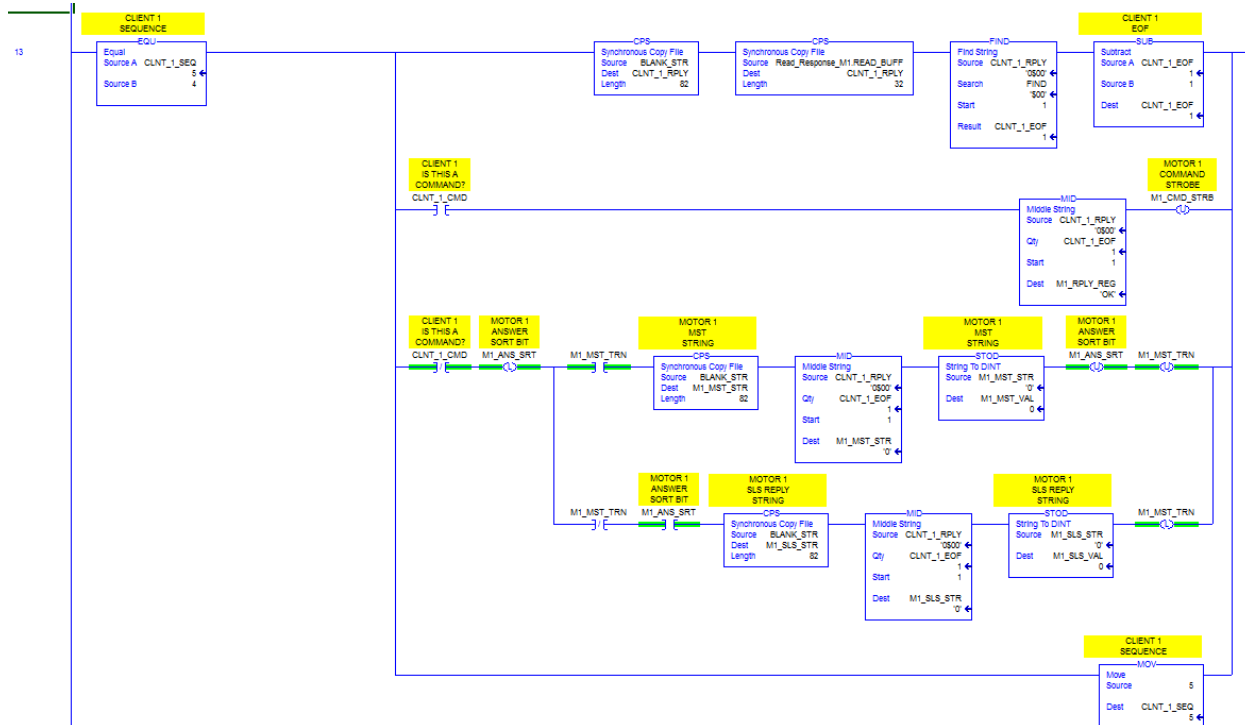 13
CLIENT 1
SEQUENCE
EQU
Equal
Source A CLNT_1_SEQ
5
Source B 4
CPS
Synchronous Copy File
Source BLANK_STR
Dest CLNT_1_RPLY
Length 82
CPS
Synchronous Copy File
Source Read_Response_M1.READ_BUFF
Dest CLNT_1_RPLY
Length 32
FIND
Find String
Source CLNT_1_RPLY
'0$00'
Search FIND
'$00'
Start 1
Result CLNT_1_EOF
1
CLIENT 1
EOF
SUB
Subtract
Source A CLNT_1_EOF
1
Source B 1
Dest CLNT_1_EOF
1
CLIENT 1
IS THIS A
COMMAND?
CLNT_1_CMD
MID
Middle String
Source CLNT_1_RPLY
'0$00'
Qty CLNT_1_EOF
1
Start 1
Dest M1_RPLY_REG
'OK'
MOTOR 1
COMMAND
STROBE
M1_CMD_STRB
U
CLIENT 1
IS THIS A
COMMAND?
CLNT_1_CMD
MOTOR 1
ANSWER
SORT BIT
M1_ANS_SRT
L
M1_MST_TRN
MOTOR 1
MST
STRING
CPS
Synchronous Copy File
Source BLANK_STR
Dest M1_MST_STR
Length 82
MID
Middle String
Source CLNT_1_RPLY
'0$00'
Qty CLNT_1_EOF
1
Start 1
Dest M1_MST_STR
'0'
MOTOR 1
MST
STRING
STOD
String To DINT
Source M1_MST_STR
'0'
Dest M1_MST_VAL
0
MOTOR 1
ANSWER
SORT BIT
M1_ANS_SRT
U
M1_MST_TRN
U
M1_MST_TRN
MOTOR 1
ANSWER
SORT BIT
M1_ANS_SRT
MOTOR 1
SLS REPLY
STRING
CPS
Synchronous Copy File
Source BLANK_STR
Dest M1_SLS_STR
Length 82
MID
Middle String
Source CLNT_1_RPLY
'0$00'
Qty CLNT_1_EOF
1
Start 1
Dest M1_SLS_STR
'0'
MOTOR 1
SLS REPLY
STRING
STOD
String To DINT
Source M1_SLS_STR
'0'
Dest M1_SLS_VAL
0
M1_MST_TRN
L
CLIENT 1
SEQUENCE
MOV
Move
Source 5
Dest CLNT_1_SEQ
5